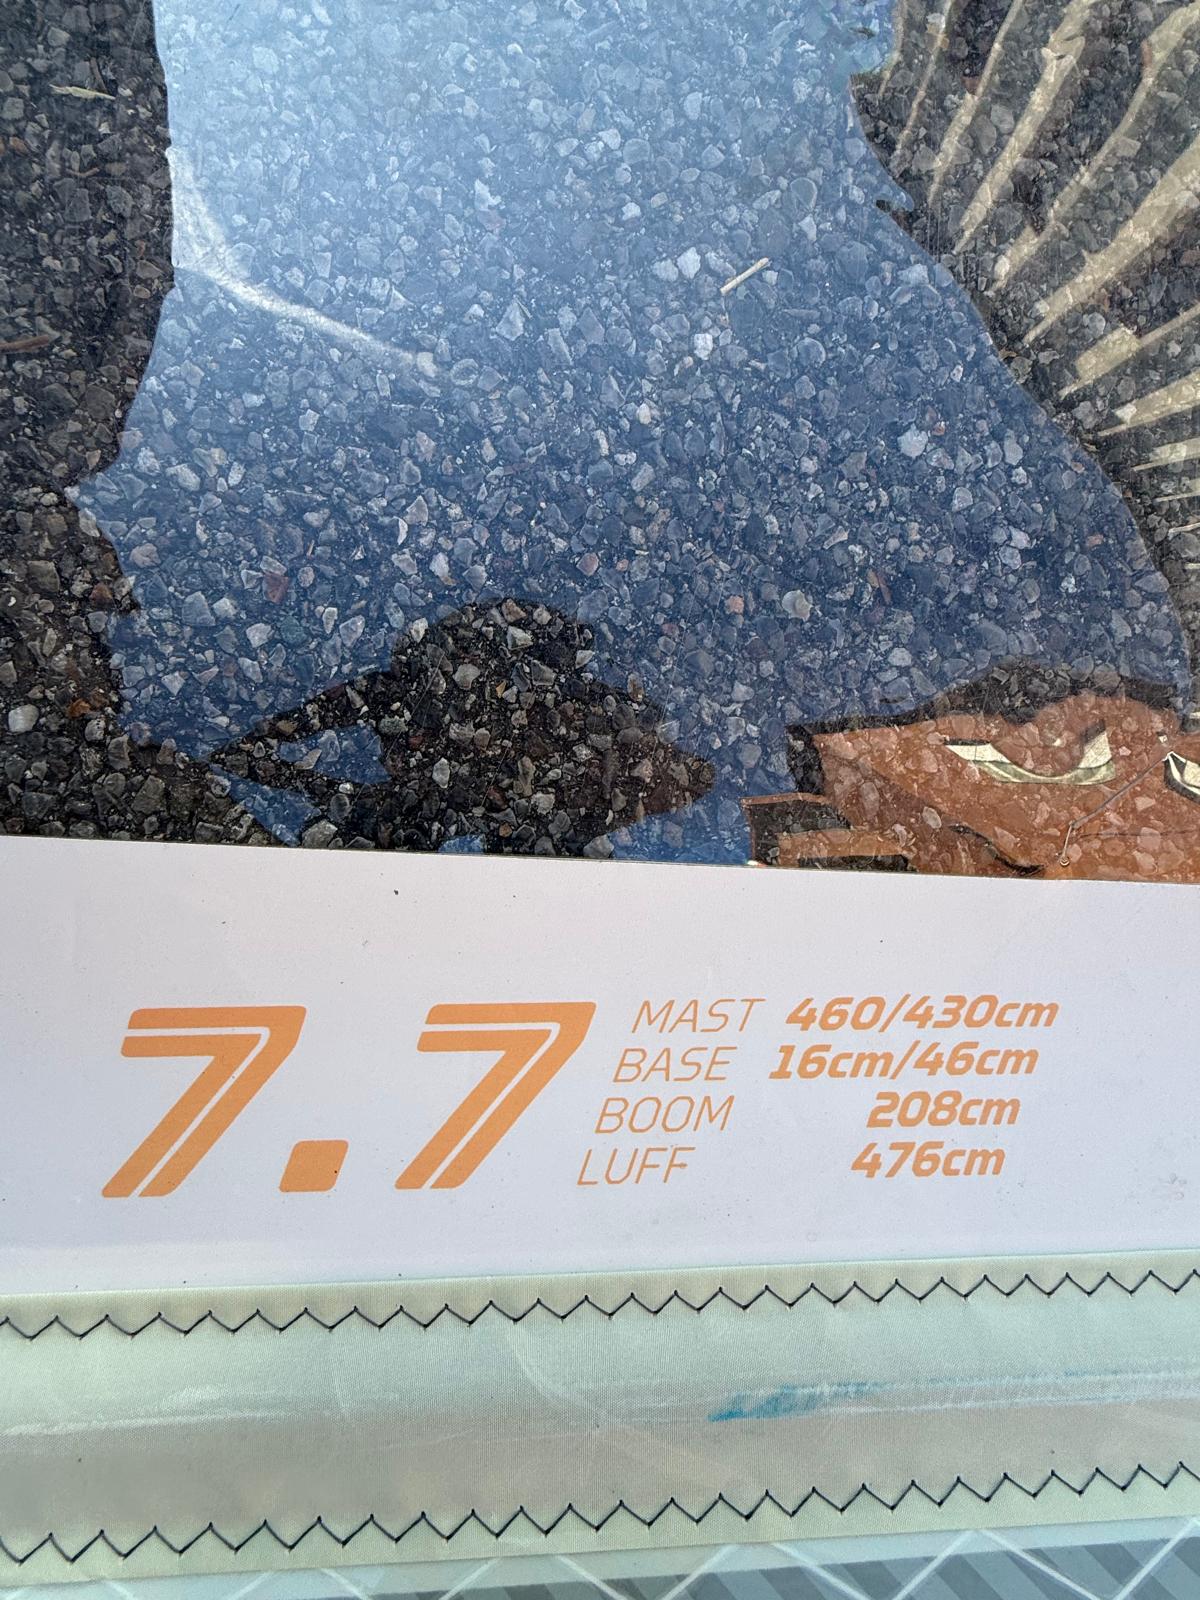 7.7
MAST 460/430cm
BASE 16cm/46cm
BOOM 208cm
LUFF 476cm